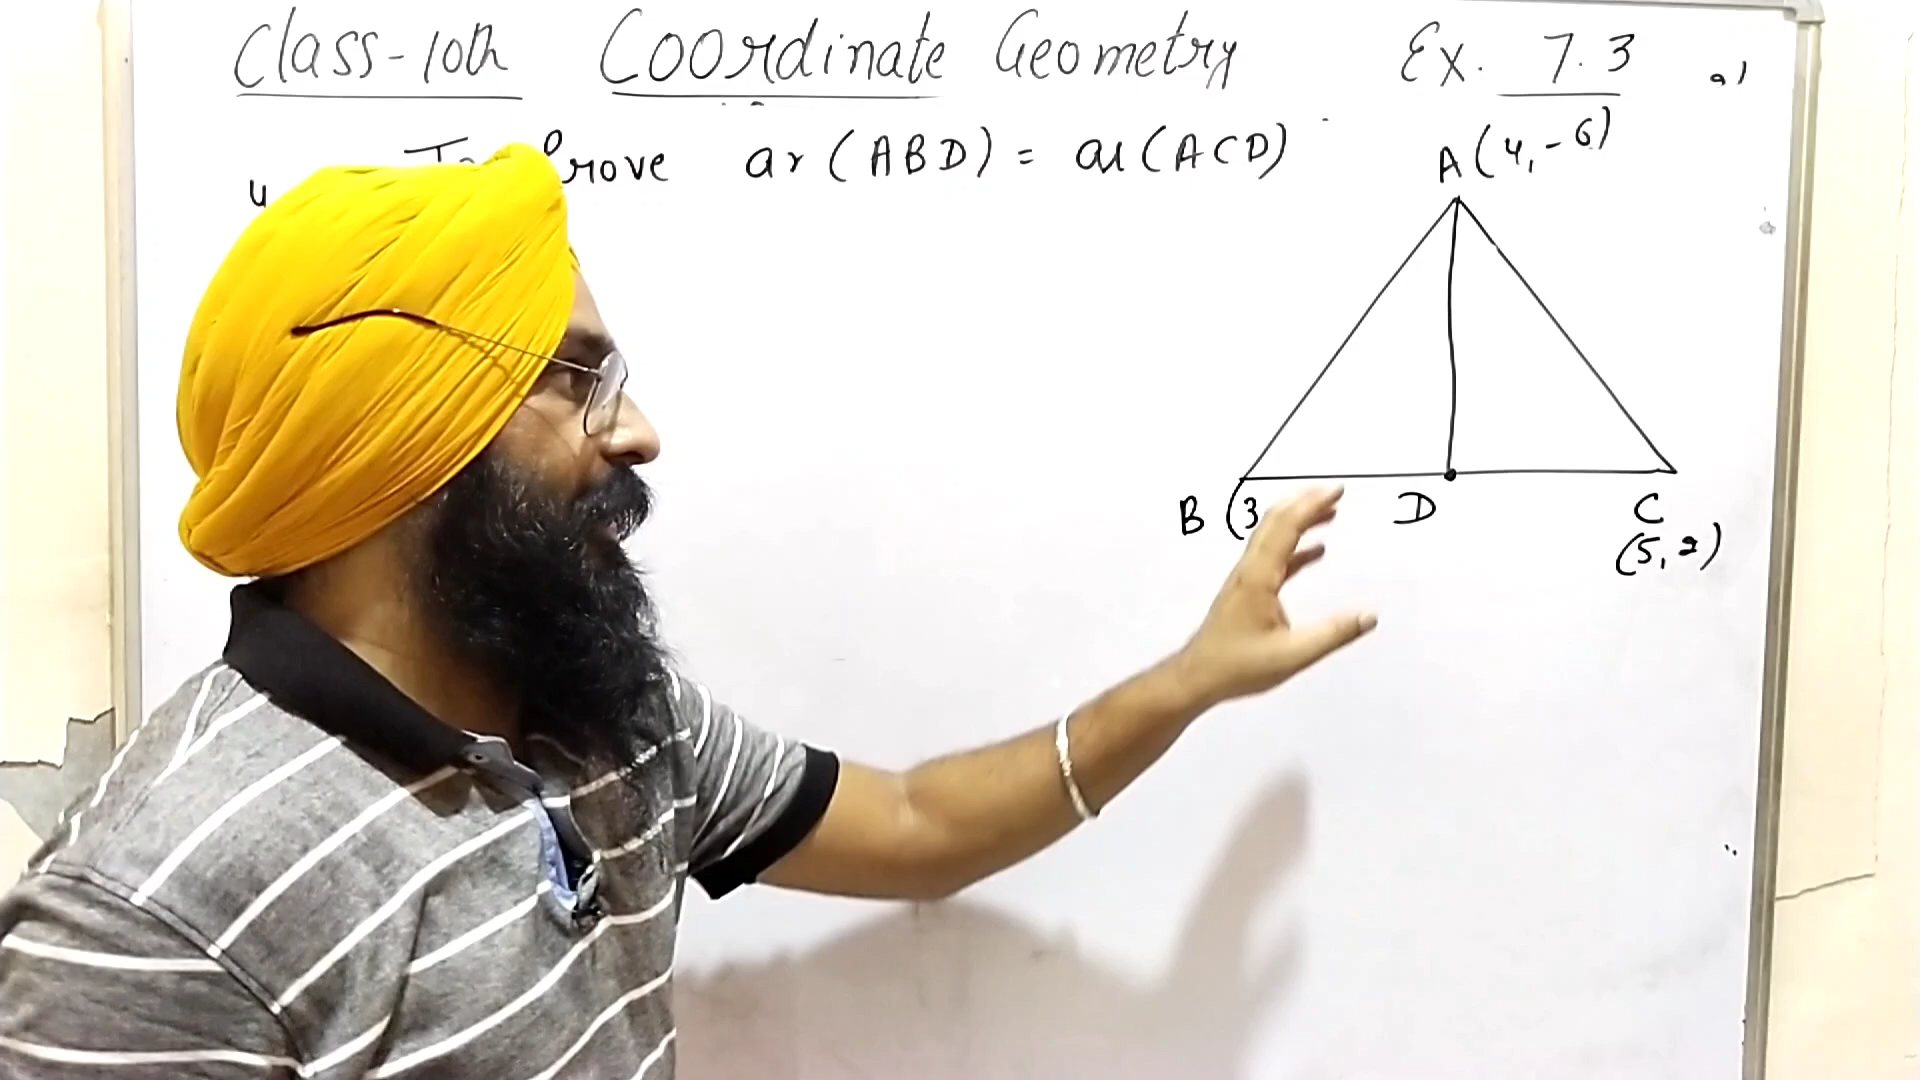 Class-10th Coordinate Geometry Ex. 7.3
Prove ar(ABD) = ar(ACD)
A (4, -6)
B (3
D
C
(5, 2)